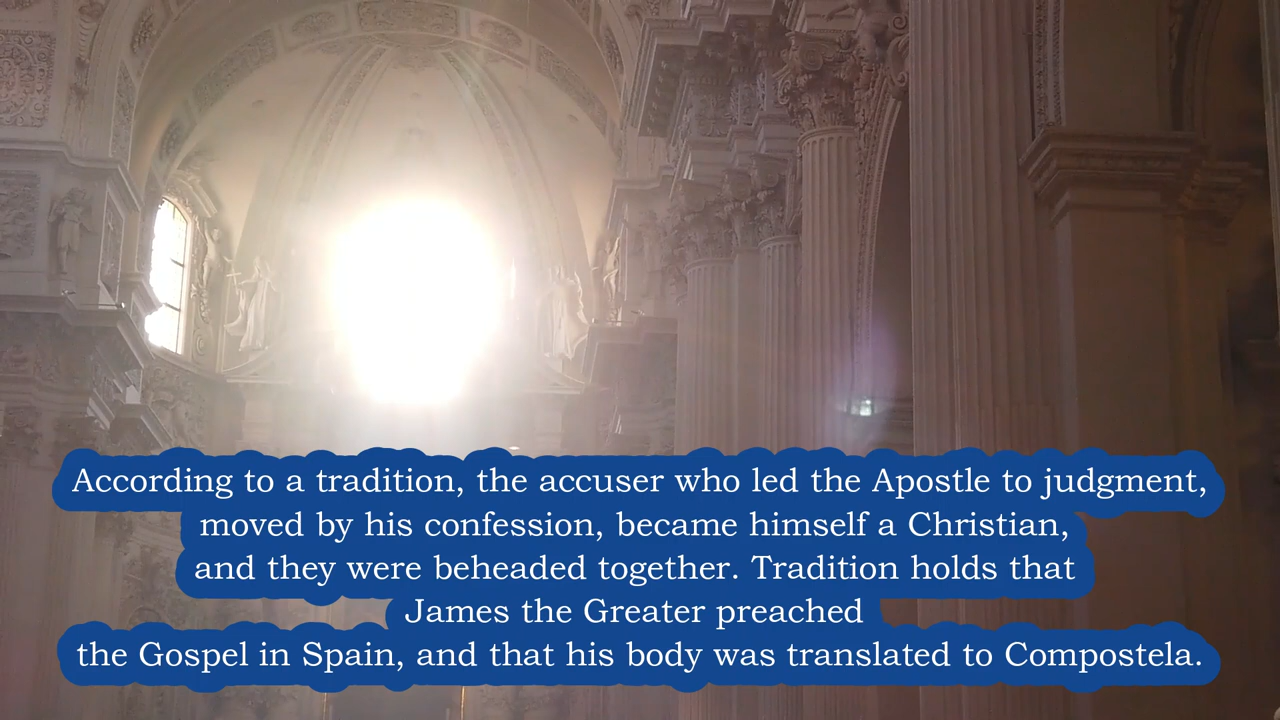 According to a tradition, the accuser who led the Apostle to judgment,
moved by his confession, became himself a Christian,
and they were beheaded together. Tradition holds that
James the Greater preached
the Gospel in Spain, and that his body was translated to Compostela.